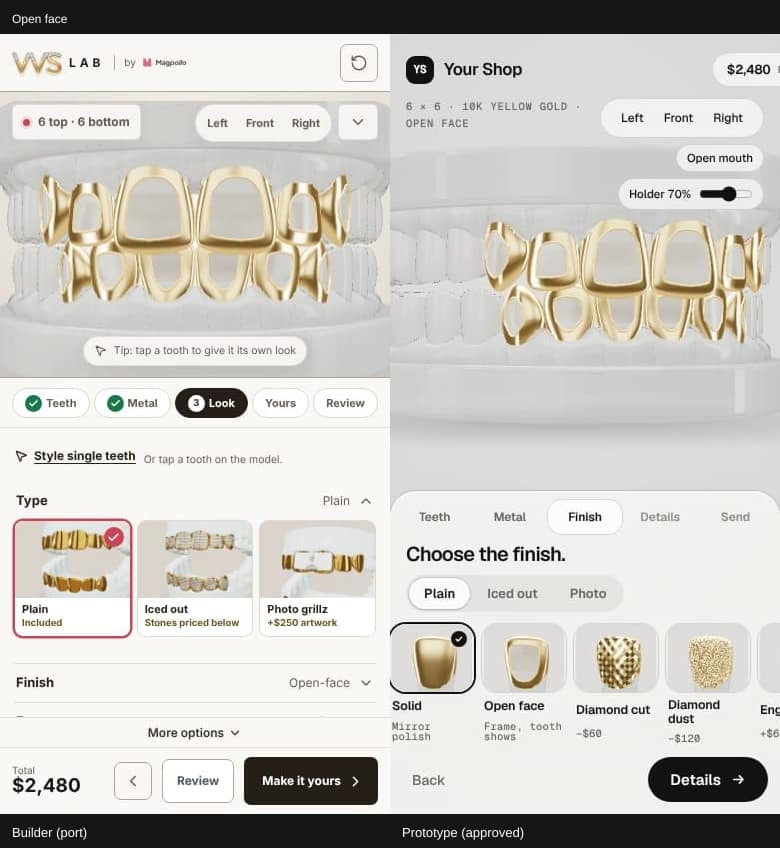 Open face
VVS LAB by Magpollo
6 top · 6 bottom
Left Front Right
Tip: tap a tooth to give it its own look
Teeth
Metal
3 Look
Yours
Review
Style single teeth Or tap a tooth on the model.
Type Plain
Plain
Included
Iced out
Stones priced below
Photo grillz
+$250 artwork
Finish Open-face
More options
Total
$2,480
Review
Make it yours
Builder (port)
YS Your Shop
$2,480
6 × 6 · 10K YELLOW GOLD ·
OPEN FACE
Left Front Right
Open mouth
Holder 70%
Teeth Metal Finish Details Send
Choose the finish.
Plain Iced out Photo
Solid
Mirror
polish
Open face
Frame, tooth
shows
Diamond cut
-$60
Diamond
dust
-$120
Eng
+$6
Back
Details
Prototype (approved)